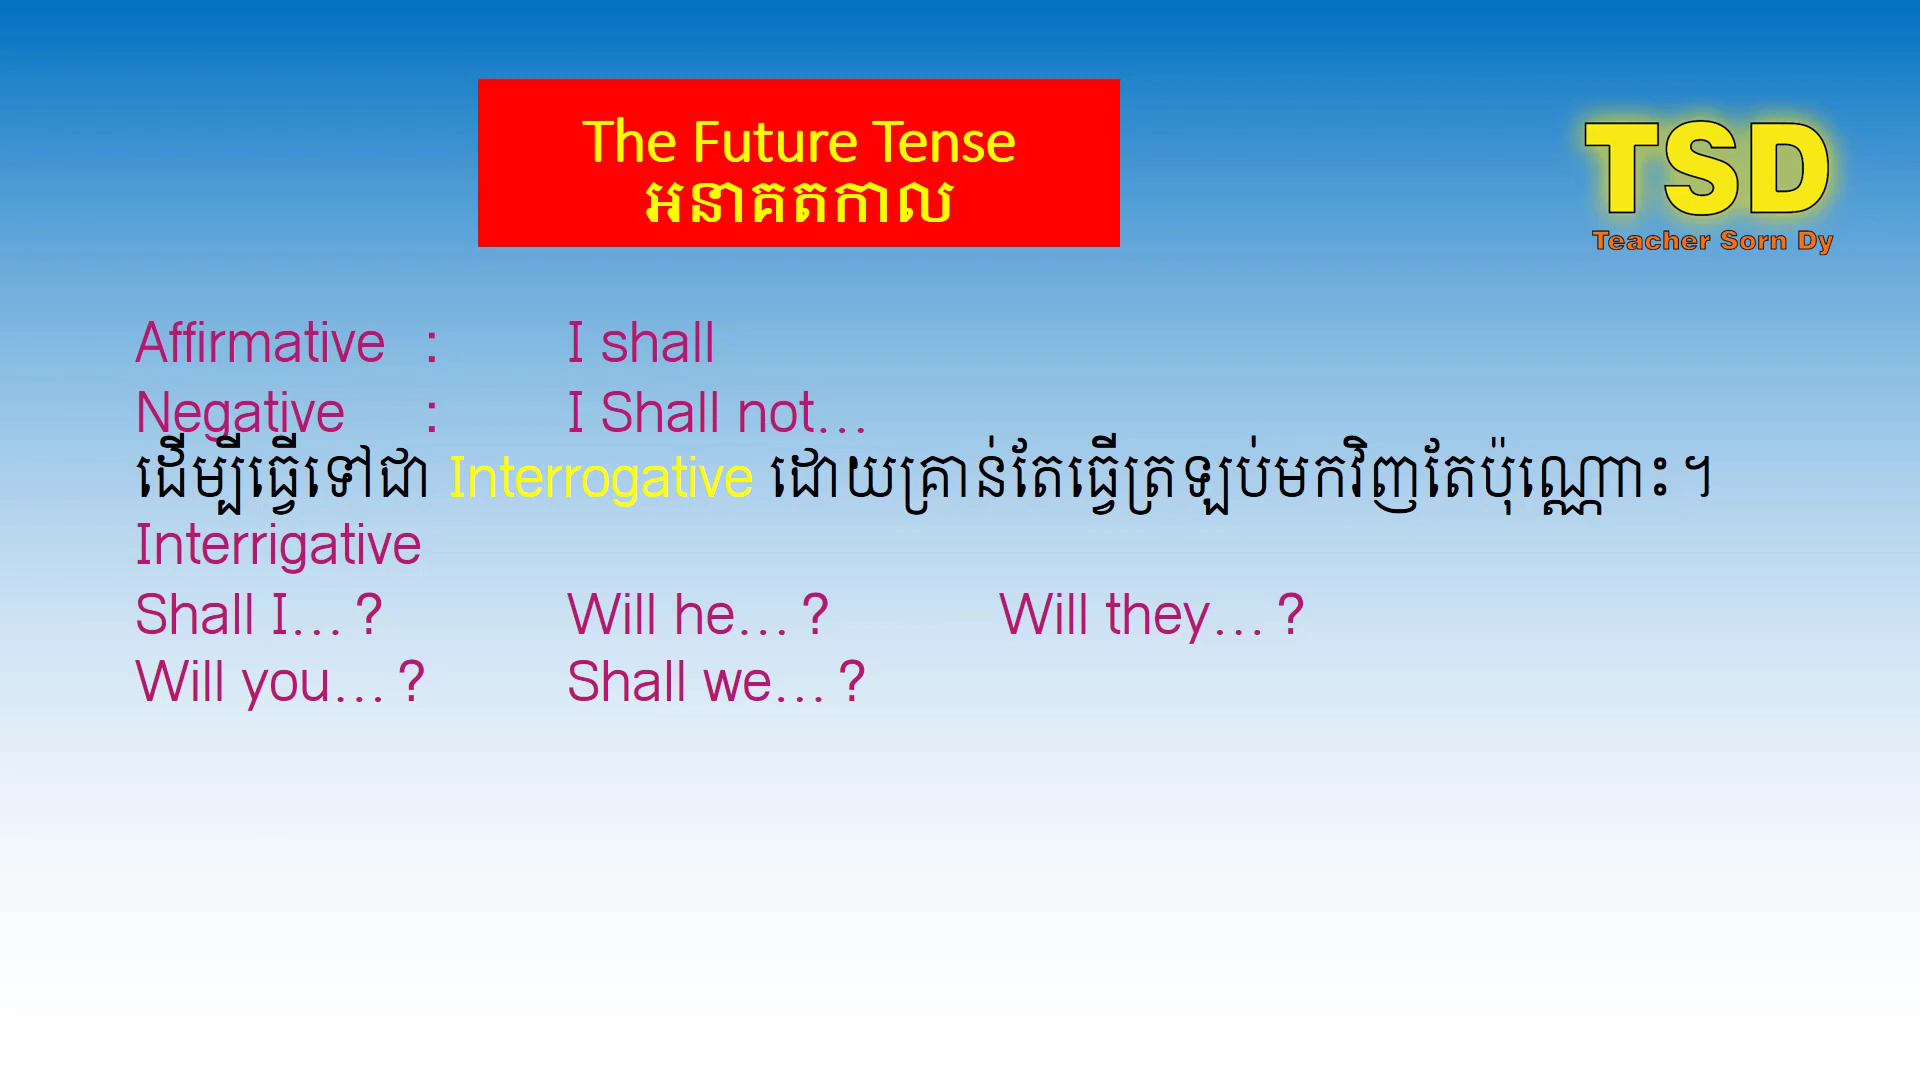 The Future Tense
អនាគតកាល
TSD
Teacher Sorn Dy
Affirmative : I shall
Negative : I Shall not...
ដើម្បីធ្វើទៅជា Interrogative ដោយគ្រាន់តែធ្វើត្រឡប់មកវិញតែប៉ុណ្ណោះ។
Interrigative
Shall I...? Will he...? Will they...?
Will you...? Shall we...?